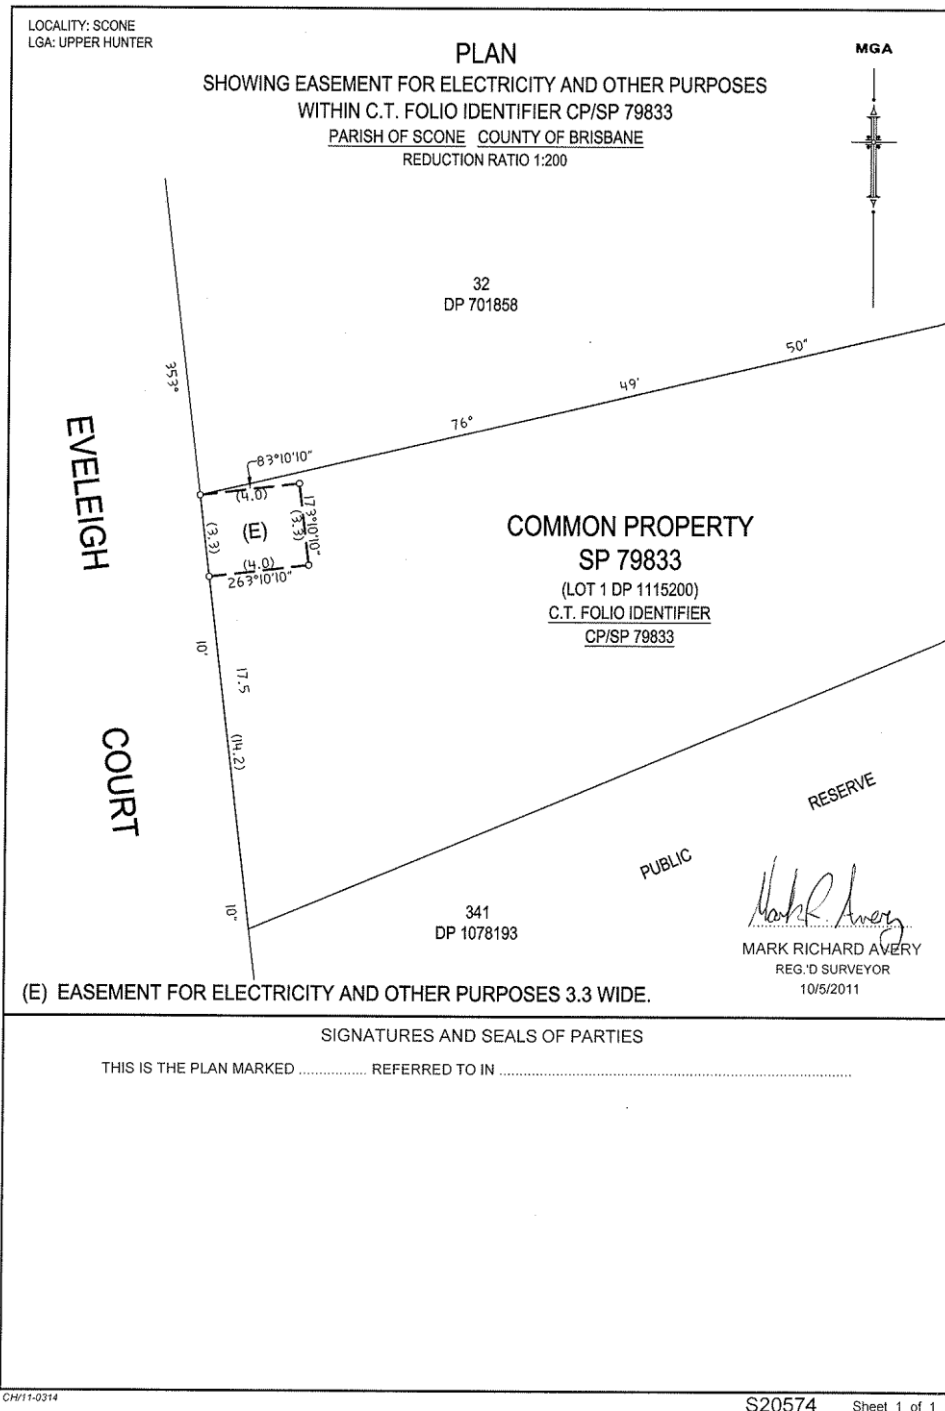 LOCALITY: SCONE
LGA: UPPER HUNTER
PLAN
SHOWING EASEMENT FOR ELECTRICITY AND OTHER PURPOSES
WITHIN C.T. FOLIO IDENTIFIER CP/SP 79833
PARISH OF SCONE COUNTY OF BRISBANE
REDUCTION RATIO 1:200
MGA
32
DP 701858
353°
76°
49'
50"
EVELEIGH
83°10'10"
(4.0)
(3.3)
(E)
(3.3)
173°10'10"
(4.0)
263°10'10"
COMMON PROPERTY
SP 79833
(LOT 1 DP 1115200)
C.T. FOLIO IDENTIFIER
CP/SP 79833
10'
17.5
(14.2)
COURT
10"
PUBLIC
RESERVE
341
DP 1078193
Mark R. Avery
MARK RICHARD AVERY
REG.'D SURVEYOR
10/5/2011
(E) EASEMENT FOR ELECTRICITY AND OTHER PURPOSES 3.3 WIDE.
SIGNATURES AND SEALS OF PARTIES
THIS IS THE PLAN MARKED ................ REFERRED TO IN ....................................................................................
CH/11-0314
S20574 Sheet 1 of 1